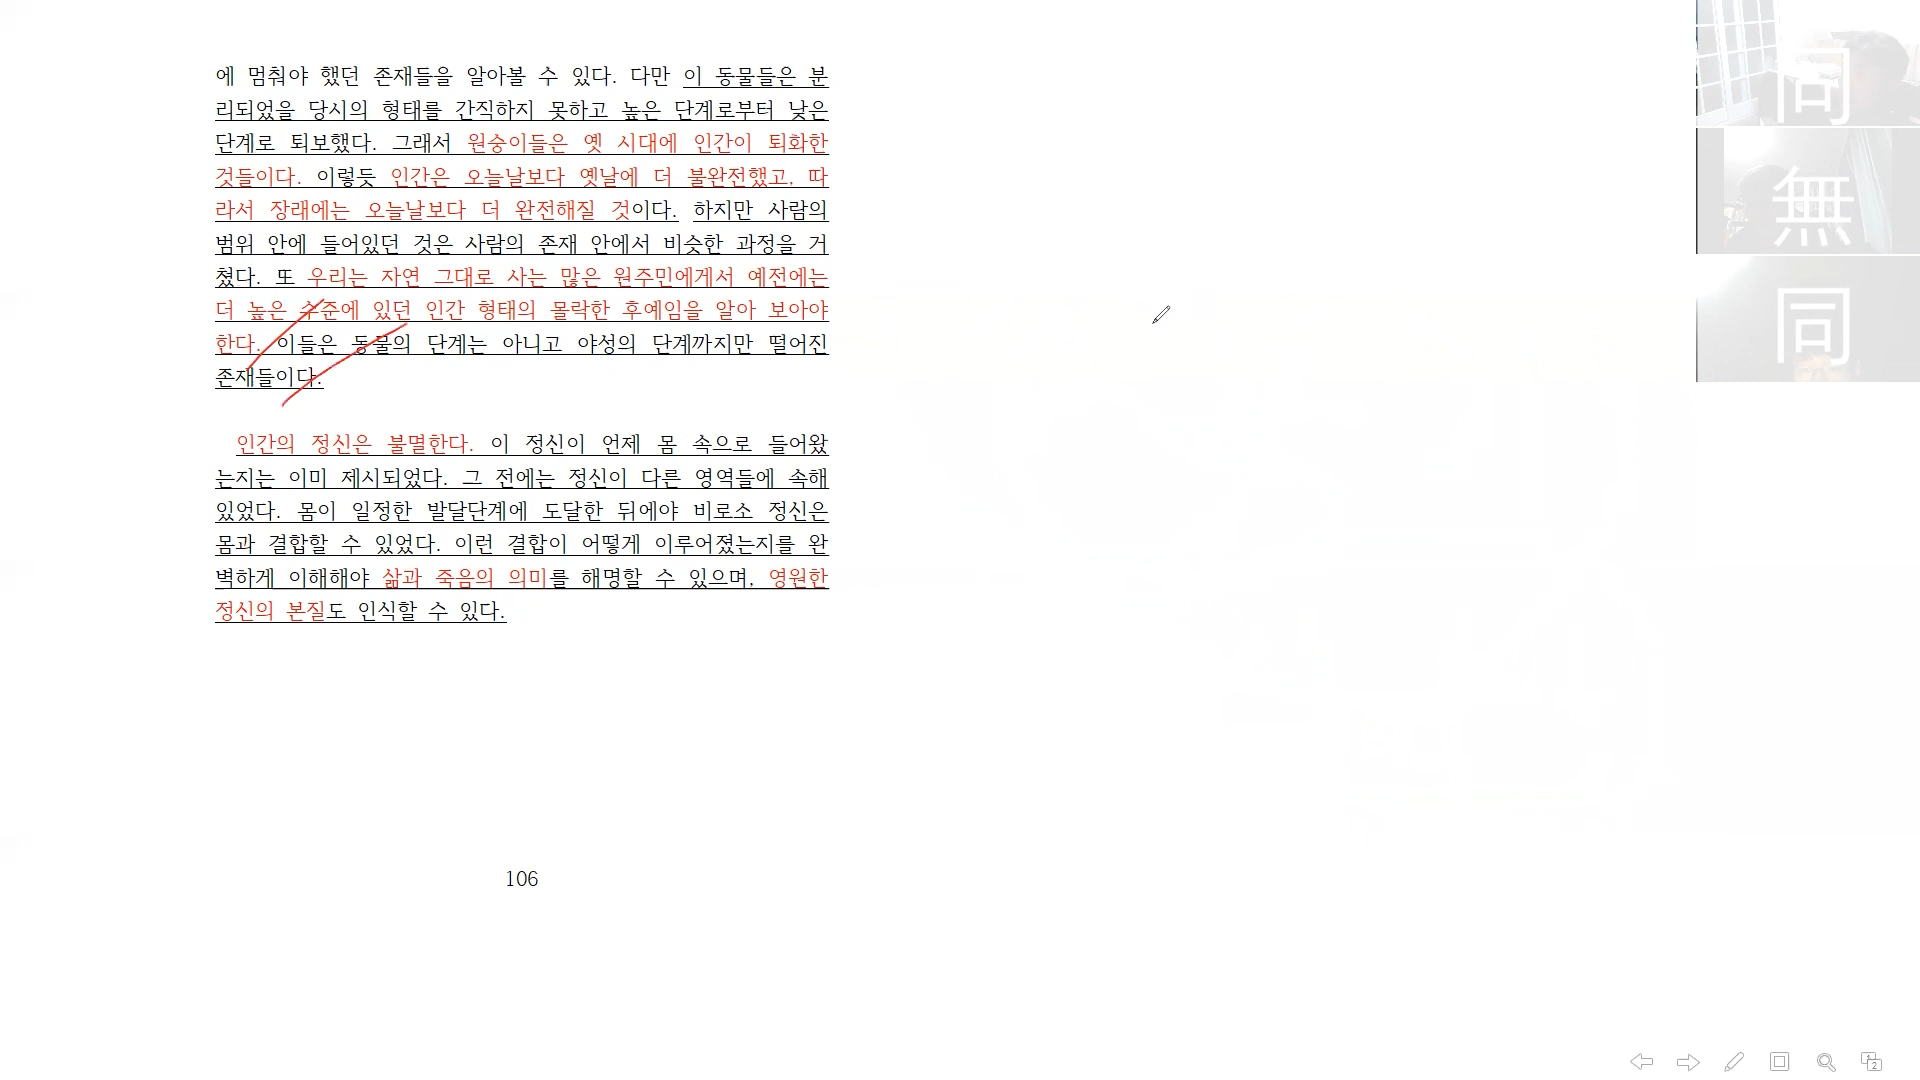 에 멈춰야 했던 존재들을 알아볼 수 있다. 다만 이 동물들은 분
리되었을 당시의 형태를 간직하지 못하고 높은 단계로부터 낮은
단계로 퇴보했다. 그래서 원숭이들은 옛 시대에 인간이 퇴화한
것들이다. 이렇듯 인간은 오늘날보다 옛날에 더 불완전했고, 따
라서 장래에는 오늘날보다 더 완전해질 것이다. 하지만 사람의
범위 안에 들어있던 것은 사람의 존재 안에서 비슷한 과정을 거
쳤다. 또 우리는 자연 그대로 사는 많은 원주민에게서 예전에는
더 높은 수준에 있던 인간 형태의 몰락한 후예임을 알아 보아야
한다. 이들은 동물의 단계는 아니고 야성의 단계까지만 떨어진
존재들이다.
인간의 정신은 불멸한다. 이 정신이 언제 몸 속으로 들어왔
는지는 이미 제시되었다. 그 전에는 정신이 다른 영역들에 속해
있었다. 몸이 일정한 발달단계에 도달한 뒤에야 비로소 정신은
몸과 결합할 수 있었다. 이런 결합이 어떻게 이루어졌는지를 완
벽하게 이해해야 삶과 죽음의 의미를 해명할 수 있으며, 영원한
정신의 본질도 인식할 수 있다.
106
同
無
同